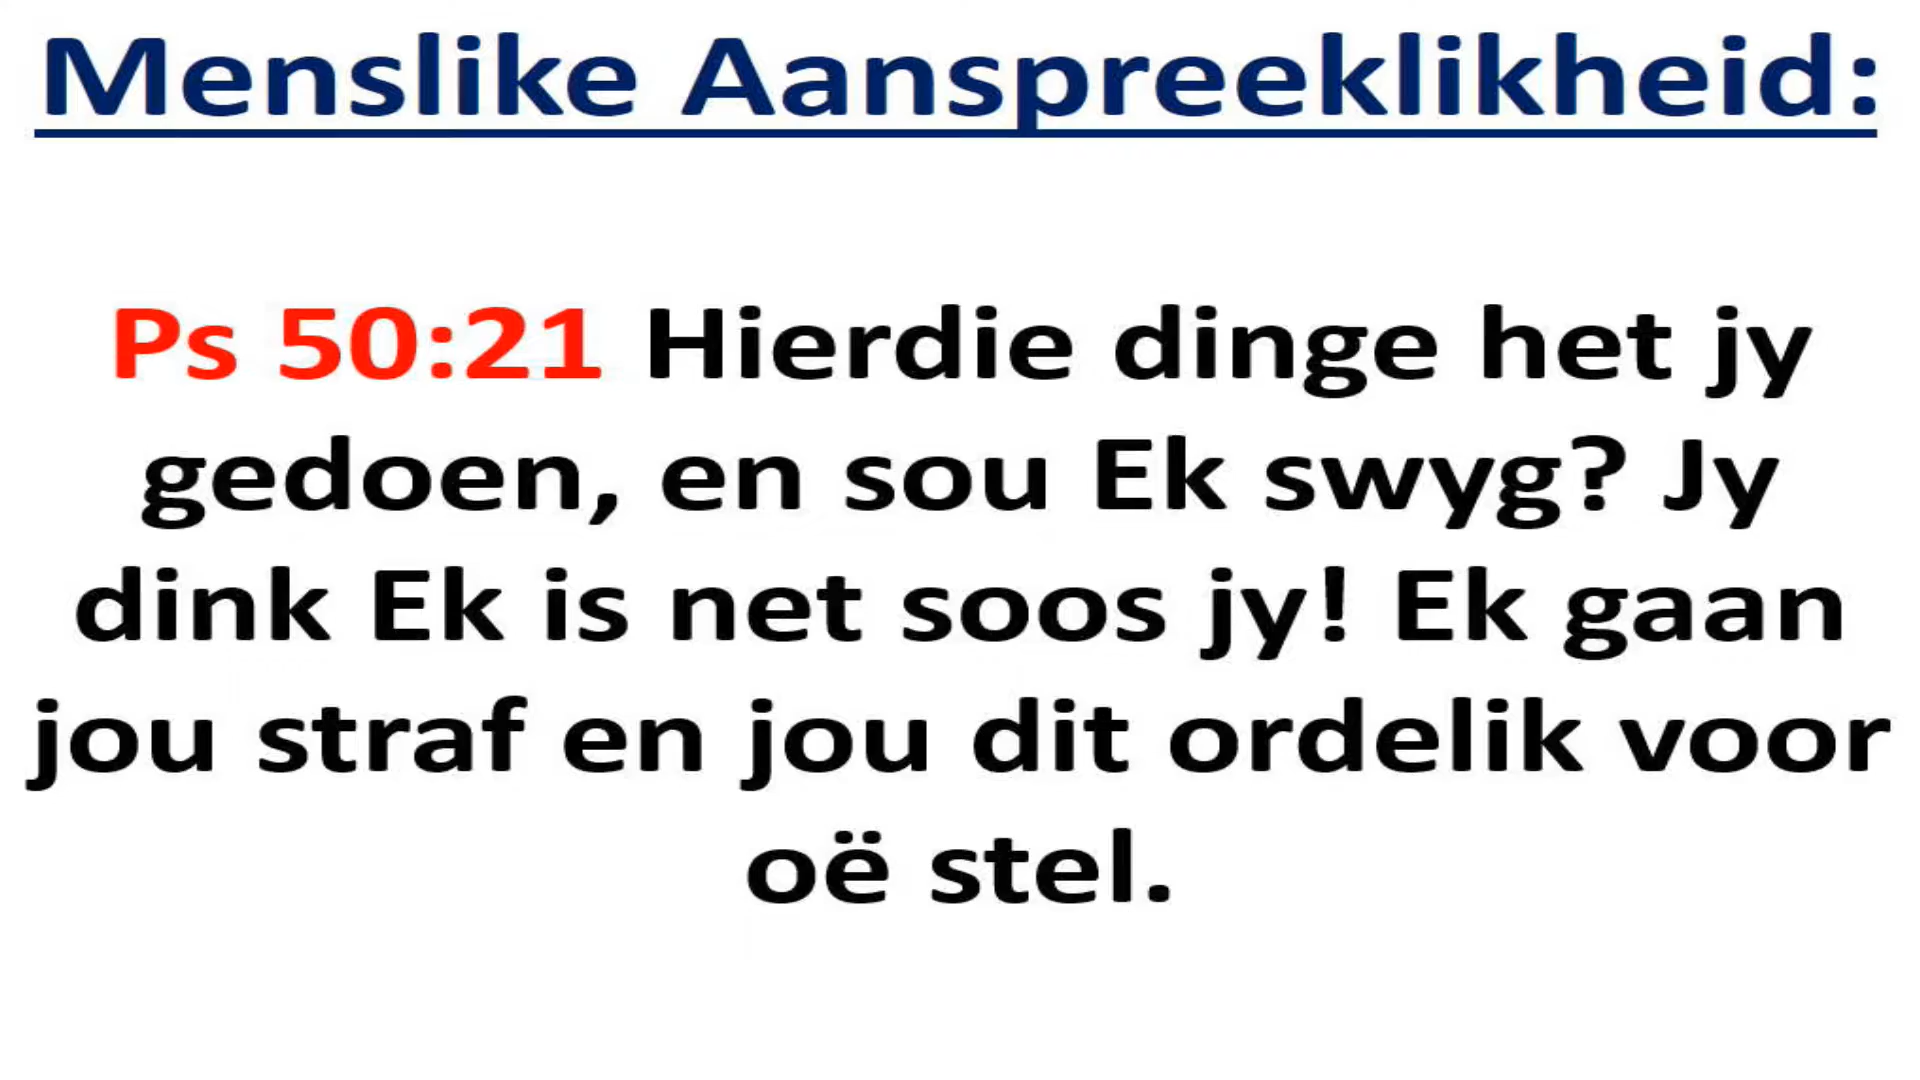 Menslike Aanspreeklikheid:
Ps 50:21 Hierdie dinge het jy
gedoen, en sou Ek swyg? Jy
dink Ek is net soos jy! Ek gaan
jou straf en jou dit ordelik voor
oë stel.